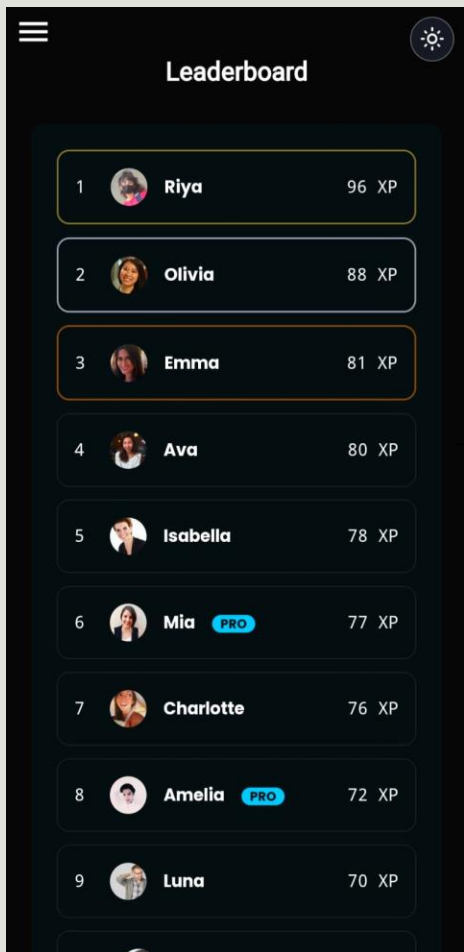 Leaderboard
1 Riya 96 XP
2 Olivia 88 XP
3 Emma 81 XP
4 Ava 80 XP
5 Isabella 78 XP
6 Mia PRO 77 XP
7 Charlotte 76 XP
8 Amelia PRO 72 XP
9 Luna 70 XP